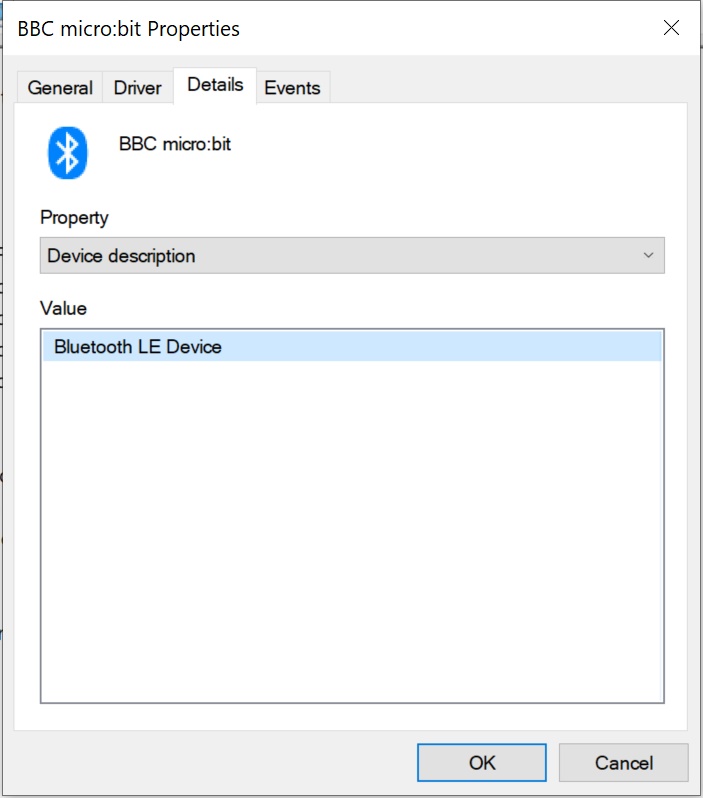 BBC micro:bit Properties
General Driver Details Events
BBC micro:bit
Property
Device description
Value
Bluetooth LE Device
OK Cancel